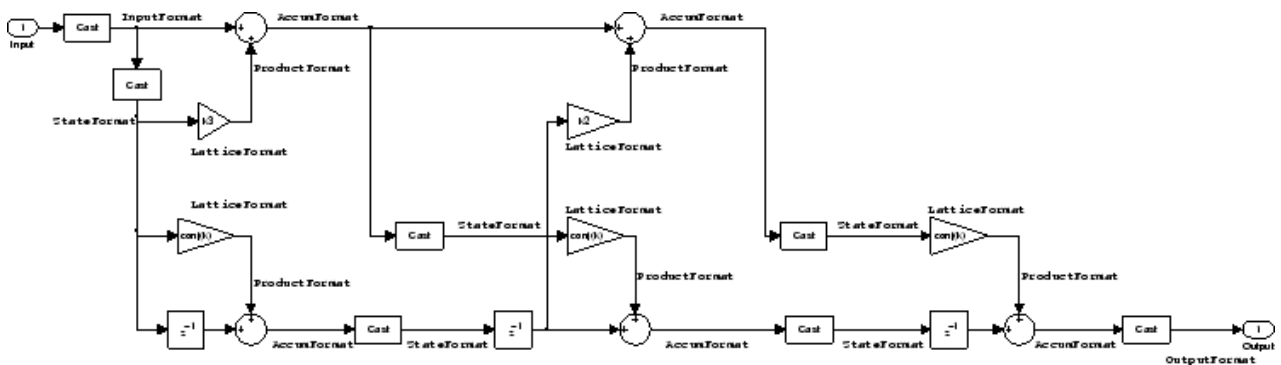 1
Input
Cast
InputFormat
+
+
AccumFormat
+
+
AccumFormat
Cast
ProductFormat
ProductFormat
StateFormat
k3
k2
LatticeFormat
LatticeFormat
LatticeFormat
LatticeFormat
LatticeFormat
conj(k)
Cast
StateFormat
conj(k)
Cast
StateFormat
conj(k)
ProductFormat
ProductFormat
ProductFormat
z-1
+
+
AccumFormat
Cast
StateFormat
z-1
+
+
AccumFormat
Cast
StateFormat
z-1
+
+
AccumFormat
Cast
OutputFormat
1
Output